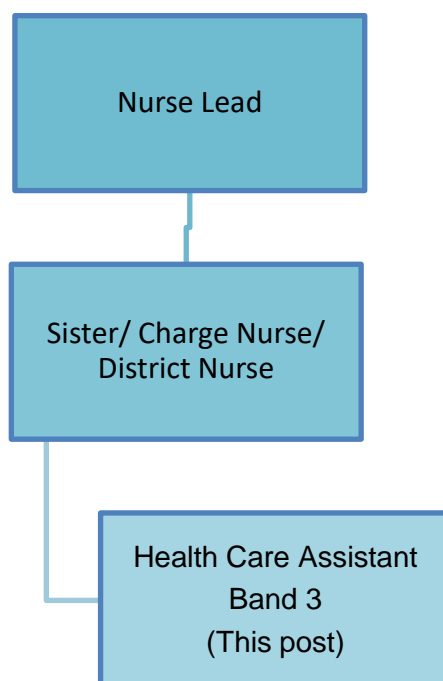 Nurse Lead
Sister/ Charge Nurse/
District Nurse
Health Care Assistant
Band 3
(This post)